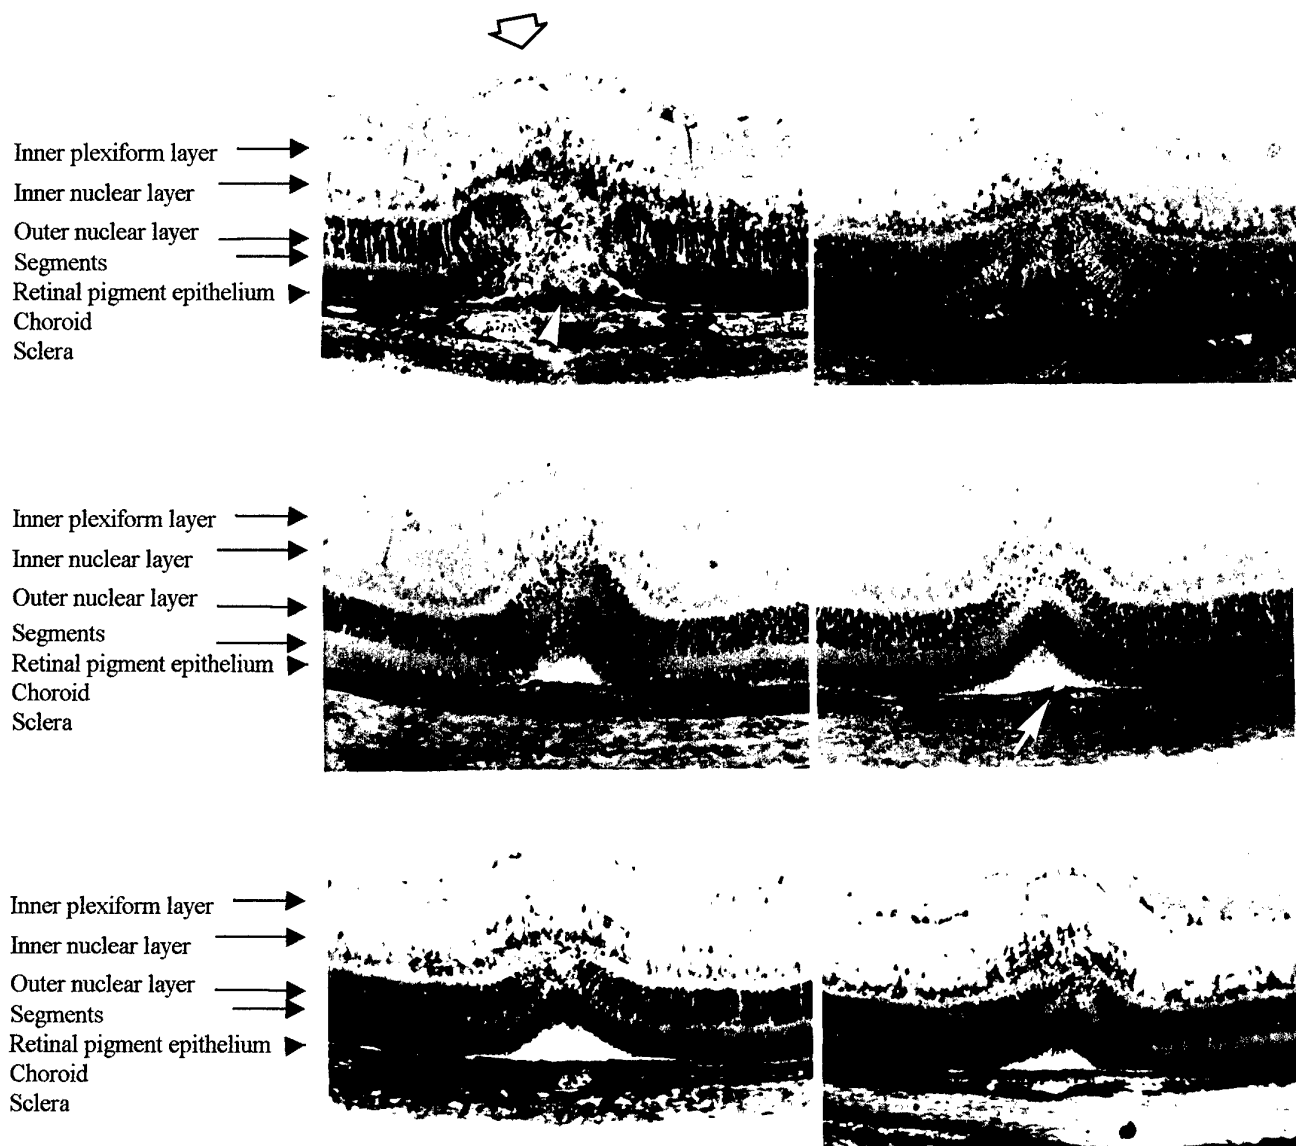 Inner plexiform layer
Inner nuclear layer
Outer nuclear layer
Segments
Retinal pigment epithelium
Choroid
Sclera
Inner plexiform layer
Inner nuclear layer
Outer nuclear layer
Segments
Retinal pigment epithelium
Choroid
Sclera
Inner plexiform layer
Inner nuclear layer
Outer nuclear layer
Segments
Retinal pigment epithelium
Choroid
Sclera